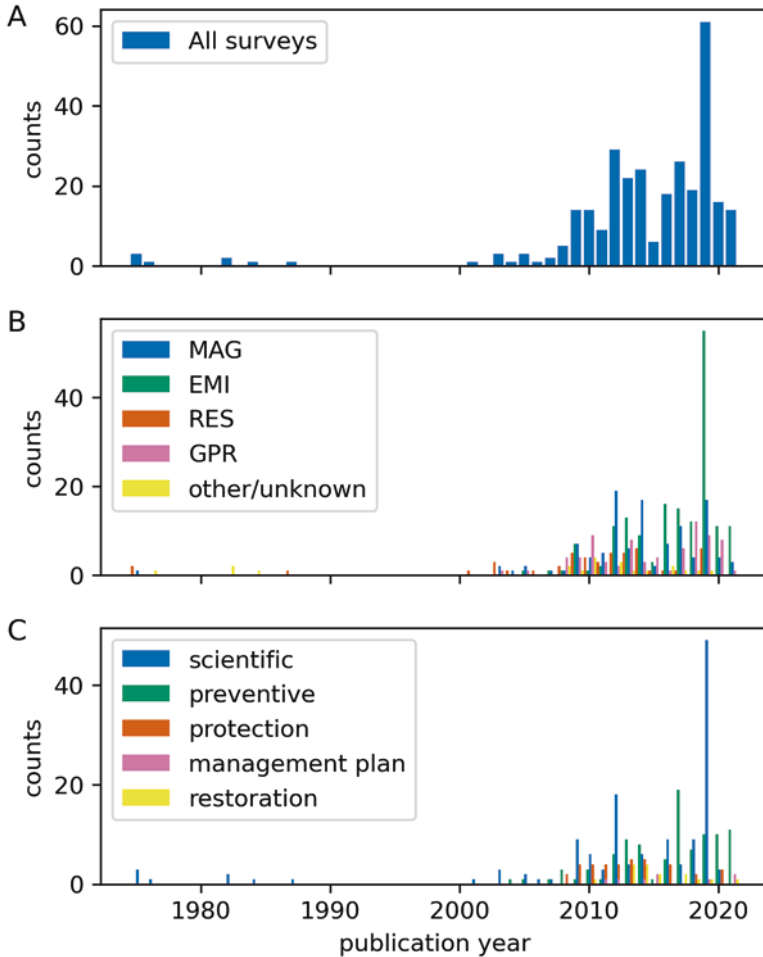 A
60
40
20
0
counts
All surveys
B
40
20
0
counts
MAG
EMI
RES
GPR
other/unknown
C
40
20
0
counts
scientific
preventive
protection
management plan
restoration
1980 1990 2000 2010 2020
publication year